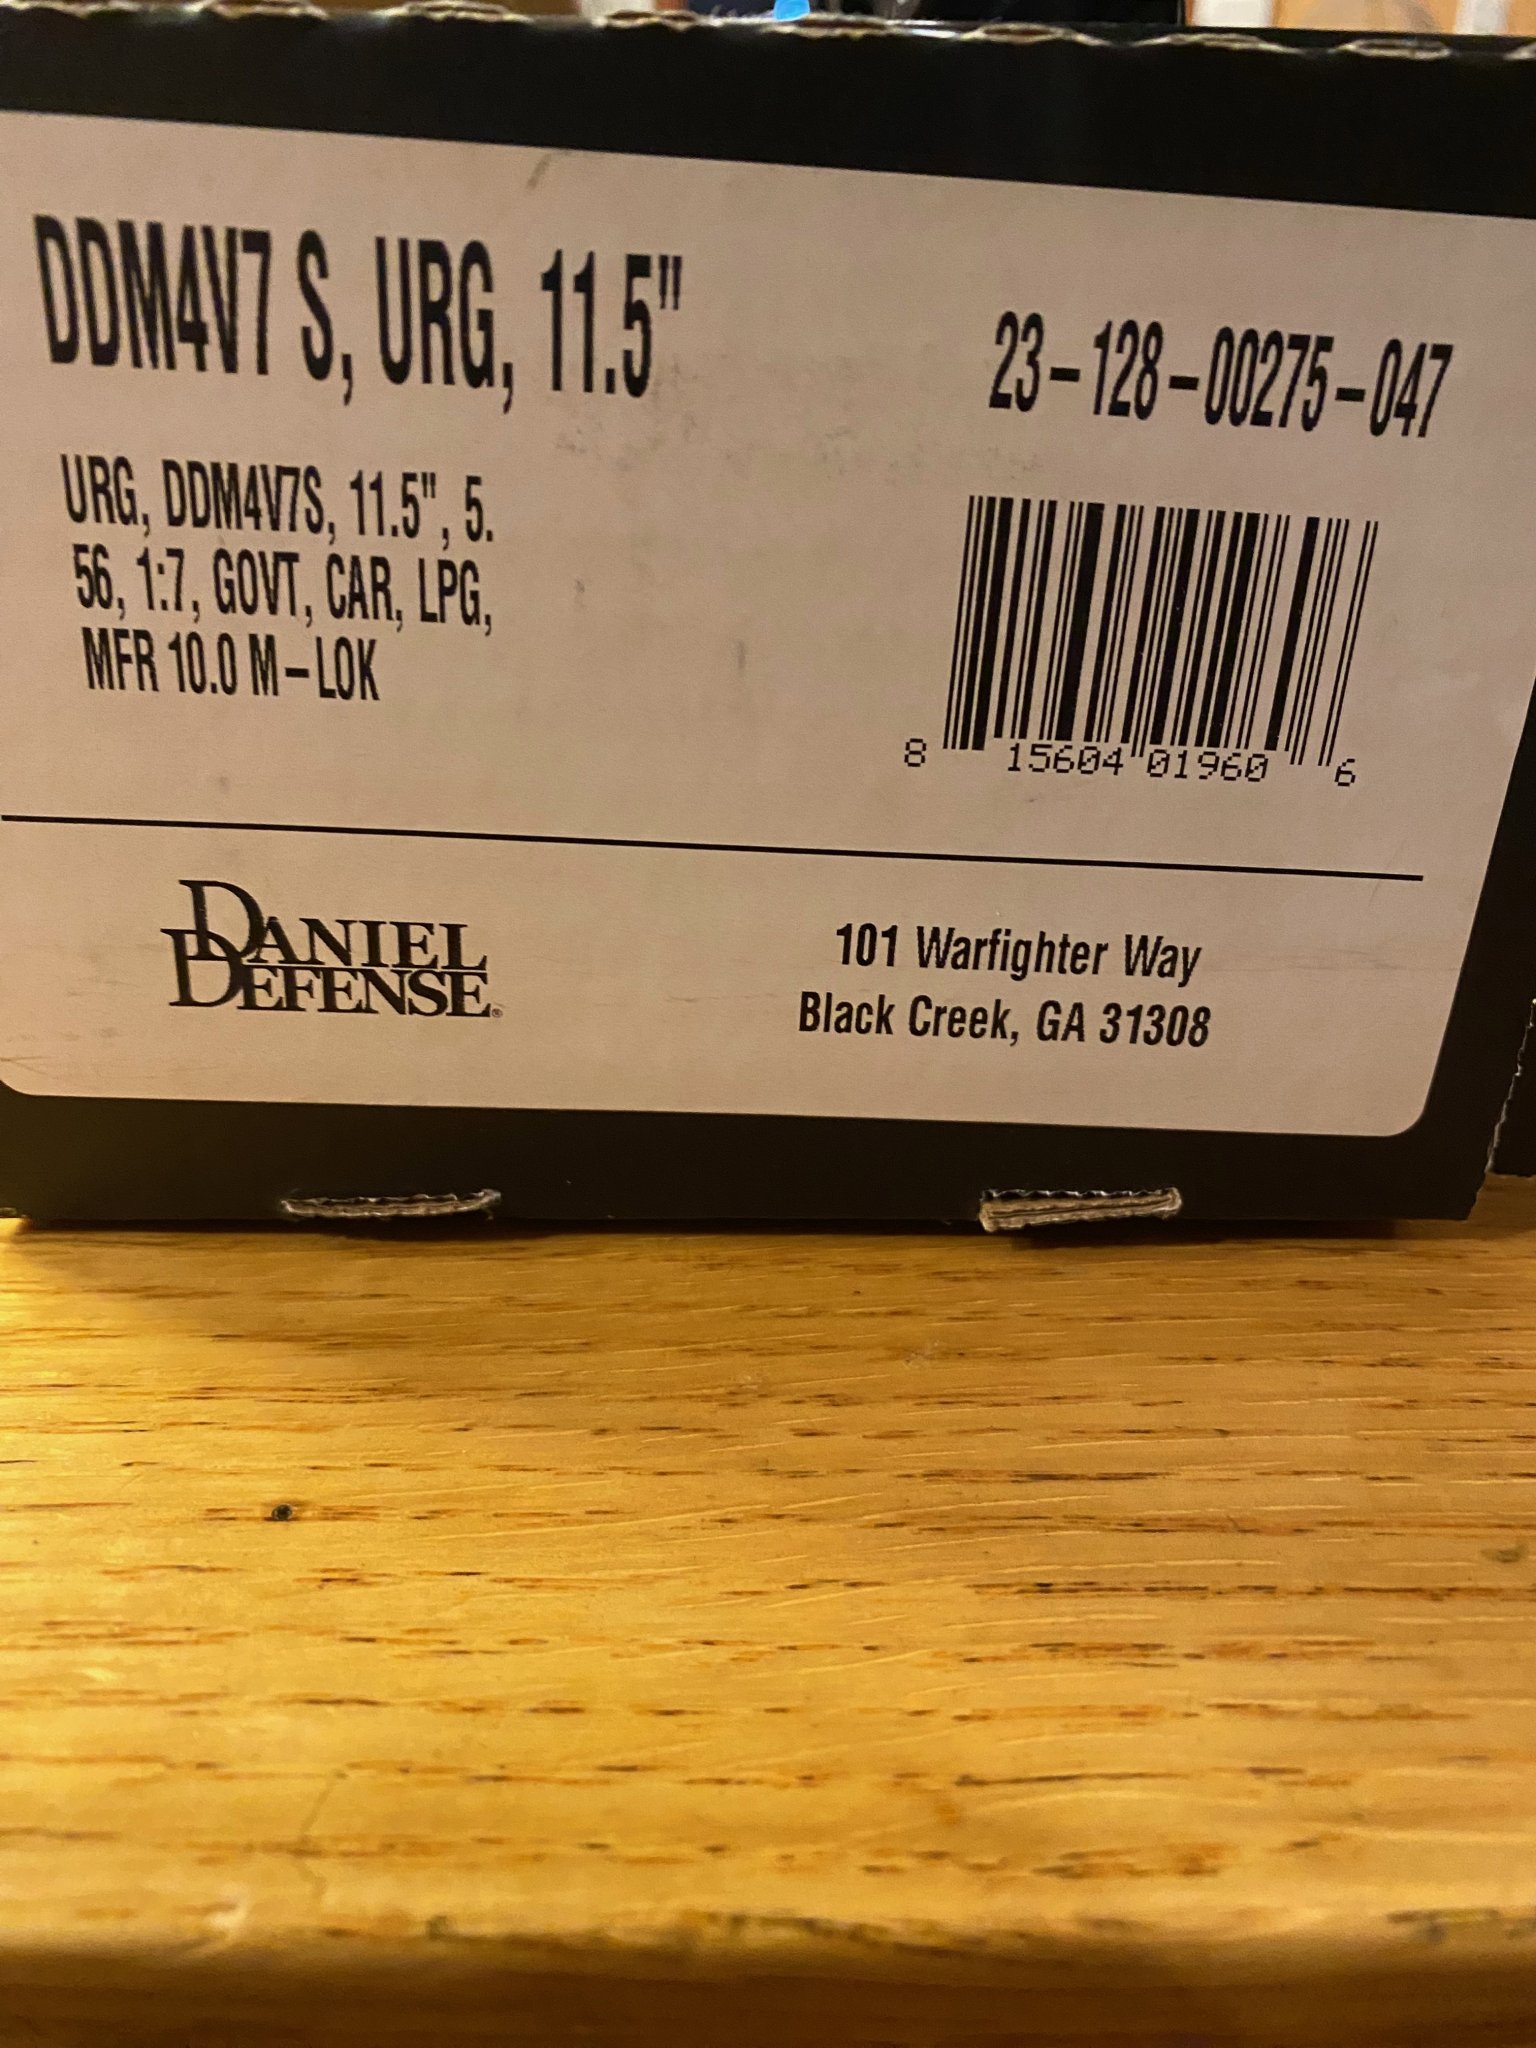 DDM4V7 S, URG, 11.5"
23-128-00275-047
URG, DDM4V7S, 11.5", 5.
56, 1:7, GOVT, CAR, LPG,
MFR 10.0 M-LOK
8 15604 01960 6
DANIEL
DEFENSE®
101 Warfighter Way
Black Creek, GA 31308